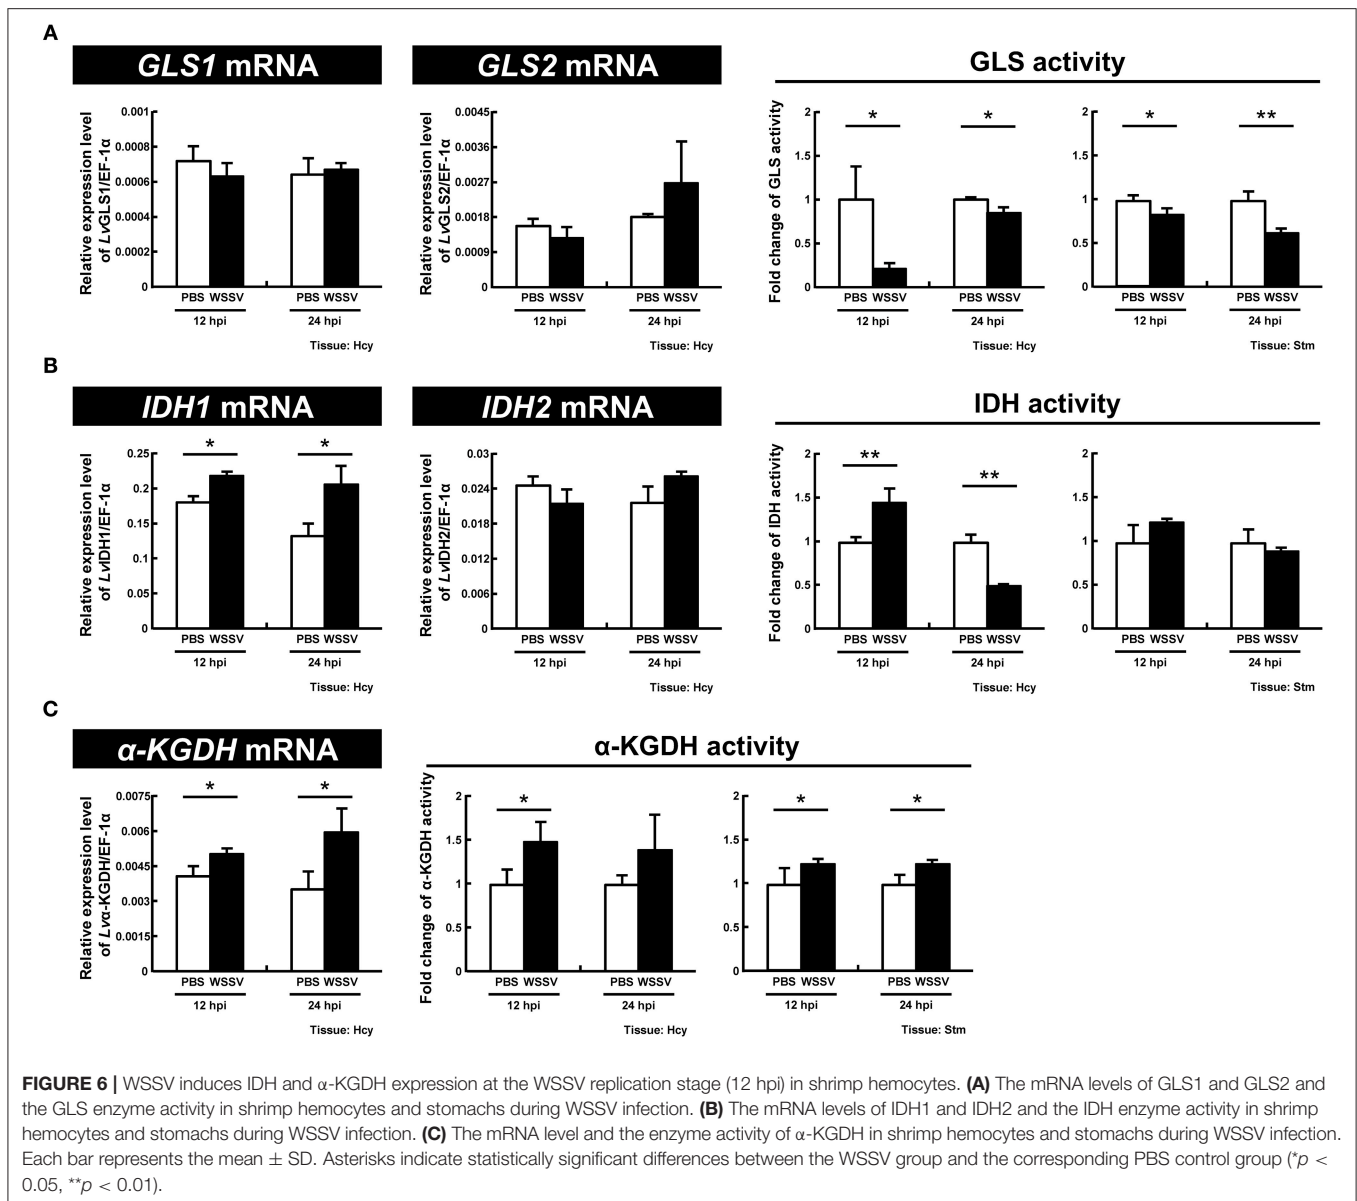 A
GLS1 mRNA
GLS2 mRNA
GLS activity
Relative expression level
of LvGLS1/EF-1α
0.001
0.0008
0.0006
0.0004
0.0002
0
PBS WSSV
PBS WSSV
12 hpi
24 hpi
Tissue: Hcy
Relative expression level
of LvGLS2/EF-1α
0.0045
0.0036
0.0027
0.0018
0.0009
0
PBS WSSV
PBS WSSV
12 hpi
24 hpi
Tissue: Hcy
Fold change of GLS activity
2
1.5
1
0.5
0
*
*
PBS WSSV
PBS WSSV
12 hpi
24 hpi
Tissue: Hcy
2
1.5
1
0.5
0
*
**
PBS WSSV
PBS WSSV
12 hpi
24 hpi
Tissue: Stm
B
IDH1 mRNA
IDH2 mRNA
IDH activity
Relative expression level
of LvIDH1/EF-1α
0.25
0.2
0.15
0.1
0.05
0
*
*
PBS WSSV
PBS WSSV
12 hpi
24 hpi
Tissue: Hcy
Relative expression level
of LvIDH2/EF-1α
0.03
0.024
0.018
0.012
0.006
0
PBS WSSV
PBS WSSV
12 hpi
24 hpi
Tissue: Hcy
Fold change of IDH activity
2
1.5
1
0.5
0
**
**
PBS WSSV
PBS WSSV
12 hpi
24 hpi
Tissue: Hcy
2
1.5
1
0.5
0
PBS WSSV
PBS WSSV
12 hpi
24 hpi
Tissue: Stm
C
α-KGDH mRNA
α-KGDH activity
Relative expression level
of Lvα-KGDH/EF-1α
0.0075
0.006
0.0045
0.003
0.0015
0
*
*
PBS WSSV
PBS WSSV
12 hpi
24 hpi
Tissue: Hcy
Fold change of α-KGDH activity
2
1.5
1
0.5
0
*
PBS WSSV
PBS WSSV
12 hpi
24 hpi
Tissue: Hcy
2
1.5
1
0.5
0
*
*
PBS WSSV
PBS WSSV
12 hpi
24 hpi
Tissue: Stm
FIGURE 6 | WSSV induces IDH and α-KGDH expression at the WSSV replication stage (12 hpi) in shrimp hemocytes. (A) The mRNA levels of GLS1 and GLS2 and
the GLS enzyme activity in shrimp hemocytes and stomachs during WSSV infection. (B) The mRNA levels of IDH1 and IDH2 and the IDH enzyme activity in shrimp
hemocytes and stomachs during WSSV infection. (C) The mRNA level and the enzyme activity of α-KGDH in shrimp hemocytes and stomachs during WSSV infection.
Each bar represents the mean ± SD. Asterisks indicate statistically significant differences between the WSSV group and the corresponding PBS control group (*p <
0.05, **p < 0.01).